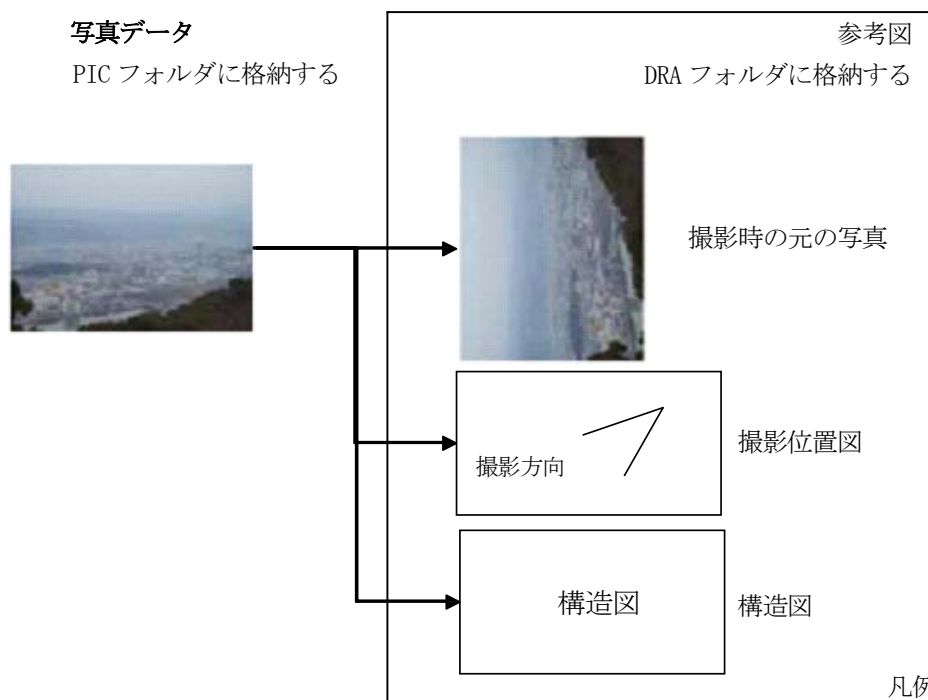 写真データ
PIC フォルダに格納する
参考図
DRA フォルダに格納する
撮影時の元の写真
撮影方向
撮影位置図
構造図
構造図
凡例